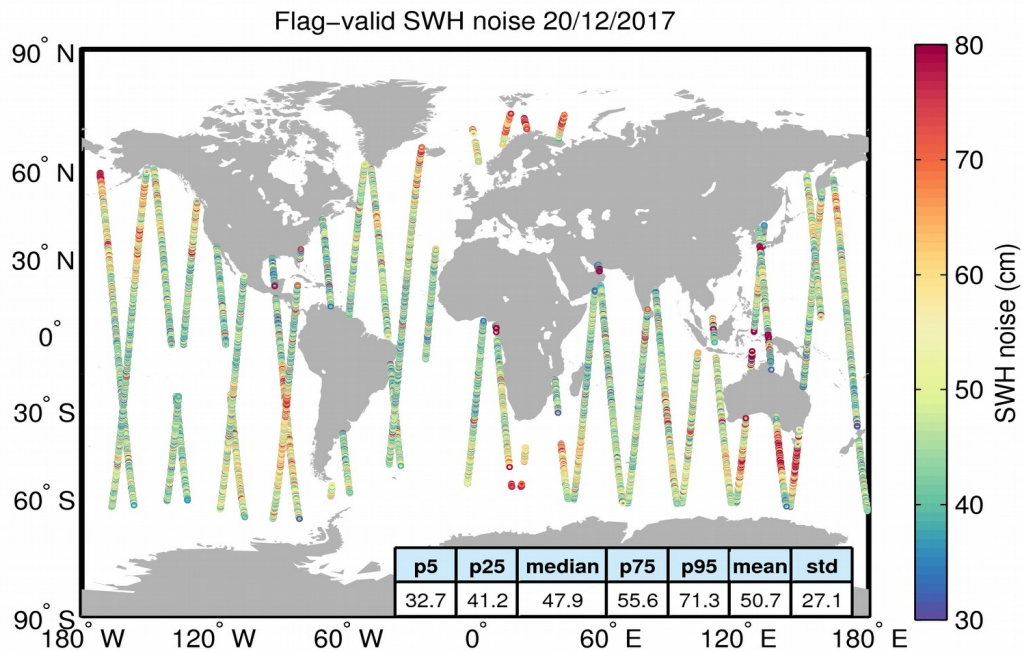 Flag−valid SWH noise 20/12/2017
90° N
60° N
30° N
0°
30° S
60° S
90° S
180° W
120° W
60° W
0°
60° E
120° E
180° E
80
70
60
50
40
30
SWH noise (cm)
p5 p25 median p75 p95 mean std
32.7 41.2 47.9 55.6 71.3 50.7 27.1